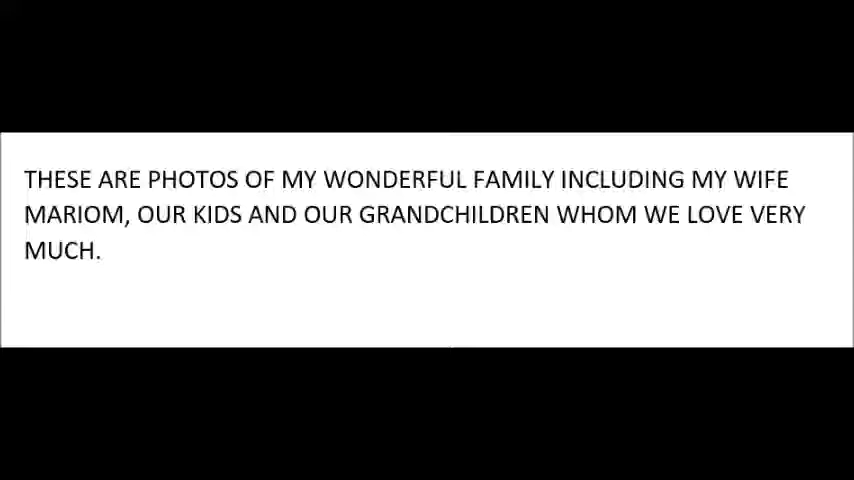 THESE ARE PHOTOS OF MY WONDERFUL FAMILY INCLUDING MY WIFE
MARIOM, OUR KIDS AND OUR GRANDCHILDREN WHOM WE LOVE VERY
MUCH.